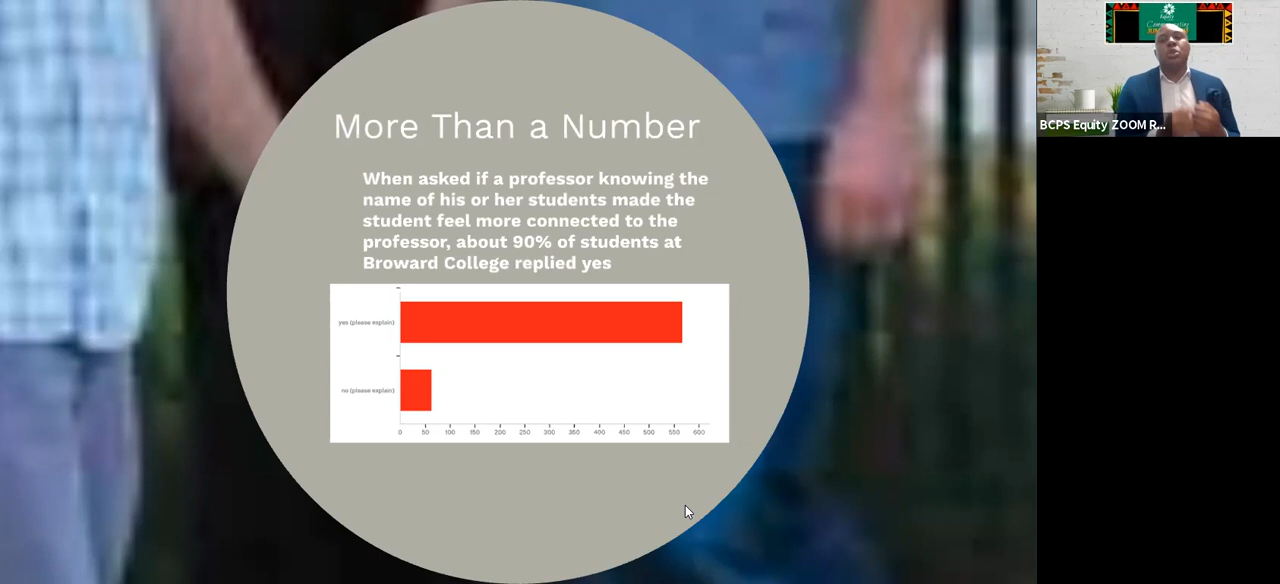 More Than a Number
When asked if a professor knowing the
name of his or her students made the
student feel more connected to the
professor, about 90% of students at
Broward College replied yes
yes (please explain)
no (please explain)
0 50 100 150 200 250 300 350 400 450 500 550 600
Equity
BCPS Equity ZOOM R...